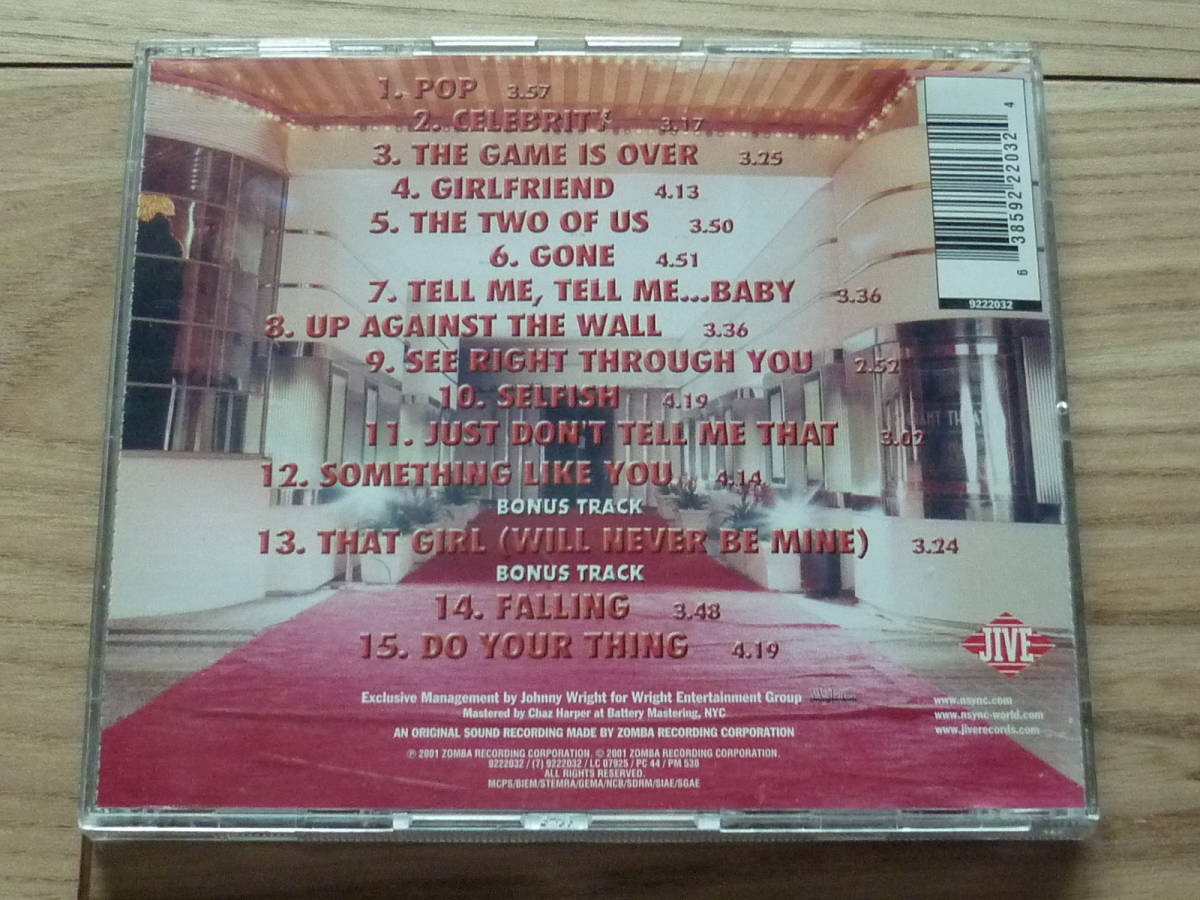 1. POP 3.57
2. CELEBRITY 3.17
3. THE GAME IS OVER 3.25
4. GIRLFRIEND 4.13
5. THE TWO OF US 3.50
6. GONE 4.51
7. TELL ME, TELL ME...BABY 3.36
8. UP AGAINST THE WALL 3.36
9. SEE RIGHT THROUGH YOU 2.52
10. SELFISH 4.19
11. JUST DON'T TELL ME THAT 3.02
12. SOMETHING LIKE YOU 4.14
BONUS TRACK
13. THAT GIRL (WILL NEVER BE MINE) 3.24
BONUS TRACK
14. FALLING 3.48
15. DO YOUR THING 4.19
Exclusive Management by Johnny Wright for Wright Entertainment Group
Mastered by Chaz Harper at Battery Mastering, NYC
AN ORIGINAL SOUND RECORDING MADE BY ZOMBA RECORDING CORPORATION
℗ 2001 ZOMBA RECORDING CORPORATION. © 2001 ZOMBA RECORDING CORPORATION.
9222032 / (7) 9222032 / LC 07925 / PC 44 / PM 538
ALL RIGHTS RESERVED.
MCPS/BIEM/STEMRA/GEMA/NCB/SDRM/SIAE/SGAE
6 38592 22032 4
9222032
JIVE
www.nsync.com
www.nsync-world.com
www.jiverecords.com